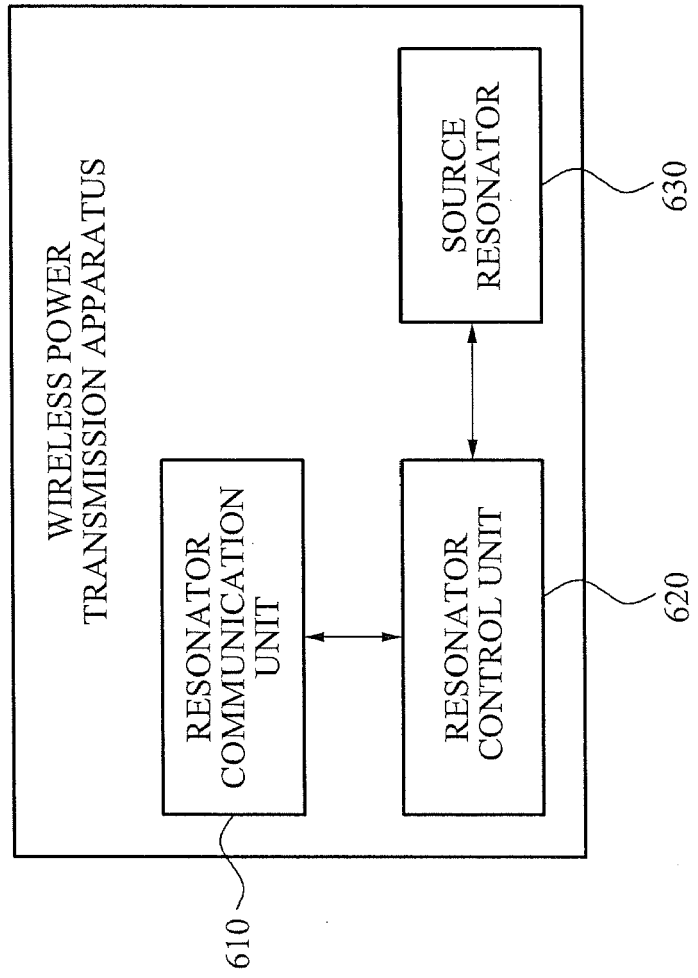 WIRELESS POWER
TRANSMISSION APPARATUS
610
RESONATOR
COMMUNICATION
UNIT
RESONATOR
CONTROL UNIT
620
SOURCE
RESONATOR
630